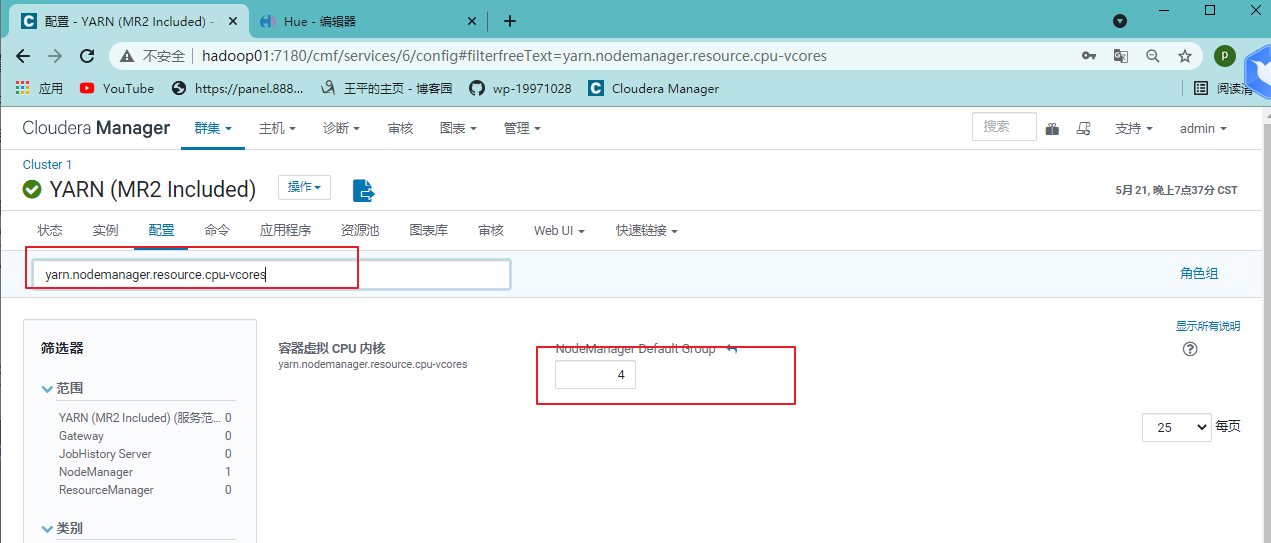 配置 - YARN (MR2 Included) -
Hue - 编辑器
不安全 | hadoop01:7180/cmf/services/6/config#filterfreeText=yarn.nodemanager.resource.cpu-vcores
p
应用 YouTube https://panel.888... 王平的主页 - 博客园 wp-19971028 C Cloudera Manager 阅读清
Cloudera Manager 群集 主机 诊断 审核 图表 管理 搜索 支持 admin
Cluster 1
YARN (MR2 Included) 操作 5月 21, 晚上7点37分 CST
状态 实例 配置 命令 应用程序 资源池 图表库 审核 Web UI 快速链接
yarn.nodemanager.resource.cpu-vcores 角色组
显示所有说明
筛选器
容器虚拟 CPU 内核 NodeManager Default Group
yarn.nodemanager.resource.cpu-vcores
4
范围
YARN (MR2 Included) (服务范... 0
Gateway 0
JobHistory Server 0
NodeManager 1
ResourceManager 0
25 每页
类别